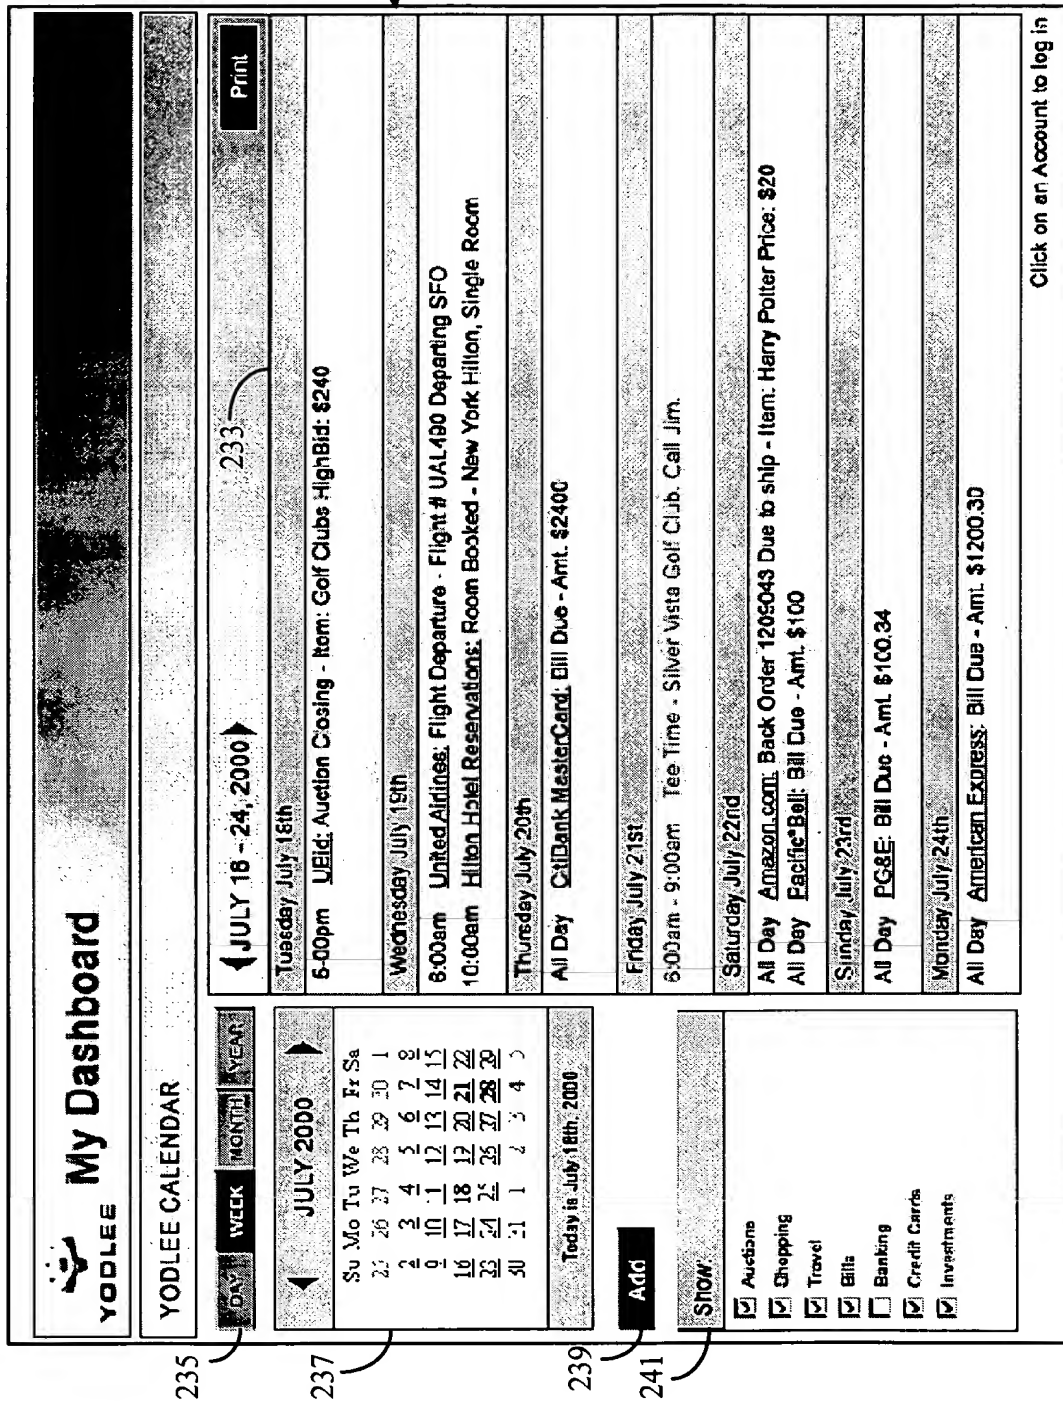 YODLEE My Dashboard
YODLEE CALENDAR
235
DAY WEEK MONTH YEAR
JULY 18 - 24, 2000
233
Print
237
JULY 2000
Su Mo Tu We Th Fr Sa
25 26 27 28 29 30 1
2 3 4 5 6 7 8
9 10 11 12 13 14 15
16 17 18 19 20 21 22
23 24 25 26 27 28 29
30 31 1 2 3 4 5
Today is July 18th, 2000
239
Add
241
Show:
Auctions
Shopping
Travel
Bills
Banking
Credit Cards
Investments
Tuesday, July 18th
5:00pm UBid: Auction Closing - Item: Golf Clubs HighBid: $240
Wednesday July 19th
8:00am United Airlines: Flight Departure - Flight # UAL490 Departing SFO
10:00am Hilton Hotel Reservations: Room Booked - New York Hilton, Single Room
Thursday July 20th
All Day CitiBank MasterCard: Bill Due - Amt. $2400
Friday July 21st
6:00am - 9:00am Tee Time - Silver Vista Golf Club. Call Jim.
Saturday July 22nd
All Day Amazon.com: Back Order 1209043 Due to ship - Item: Harry Potter Price: $20
All Day Pacific*Bell: Bill Due - Amt. $100
Sunday, July 23rd
All Day PG&E: Bill Due - Amt. $100.34
Monday July 24th
All Day American Express: Bill Due - Amt. $1200.30
Click on an Account to log in